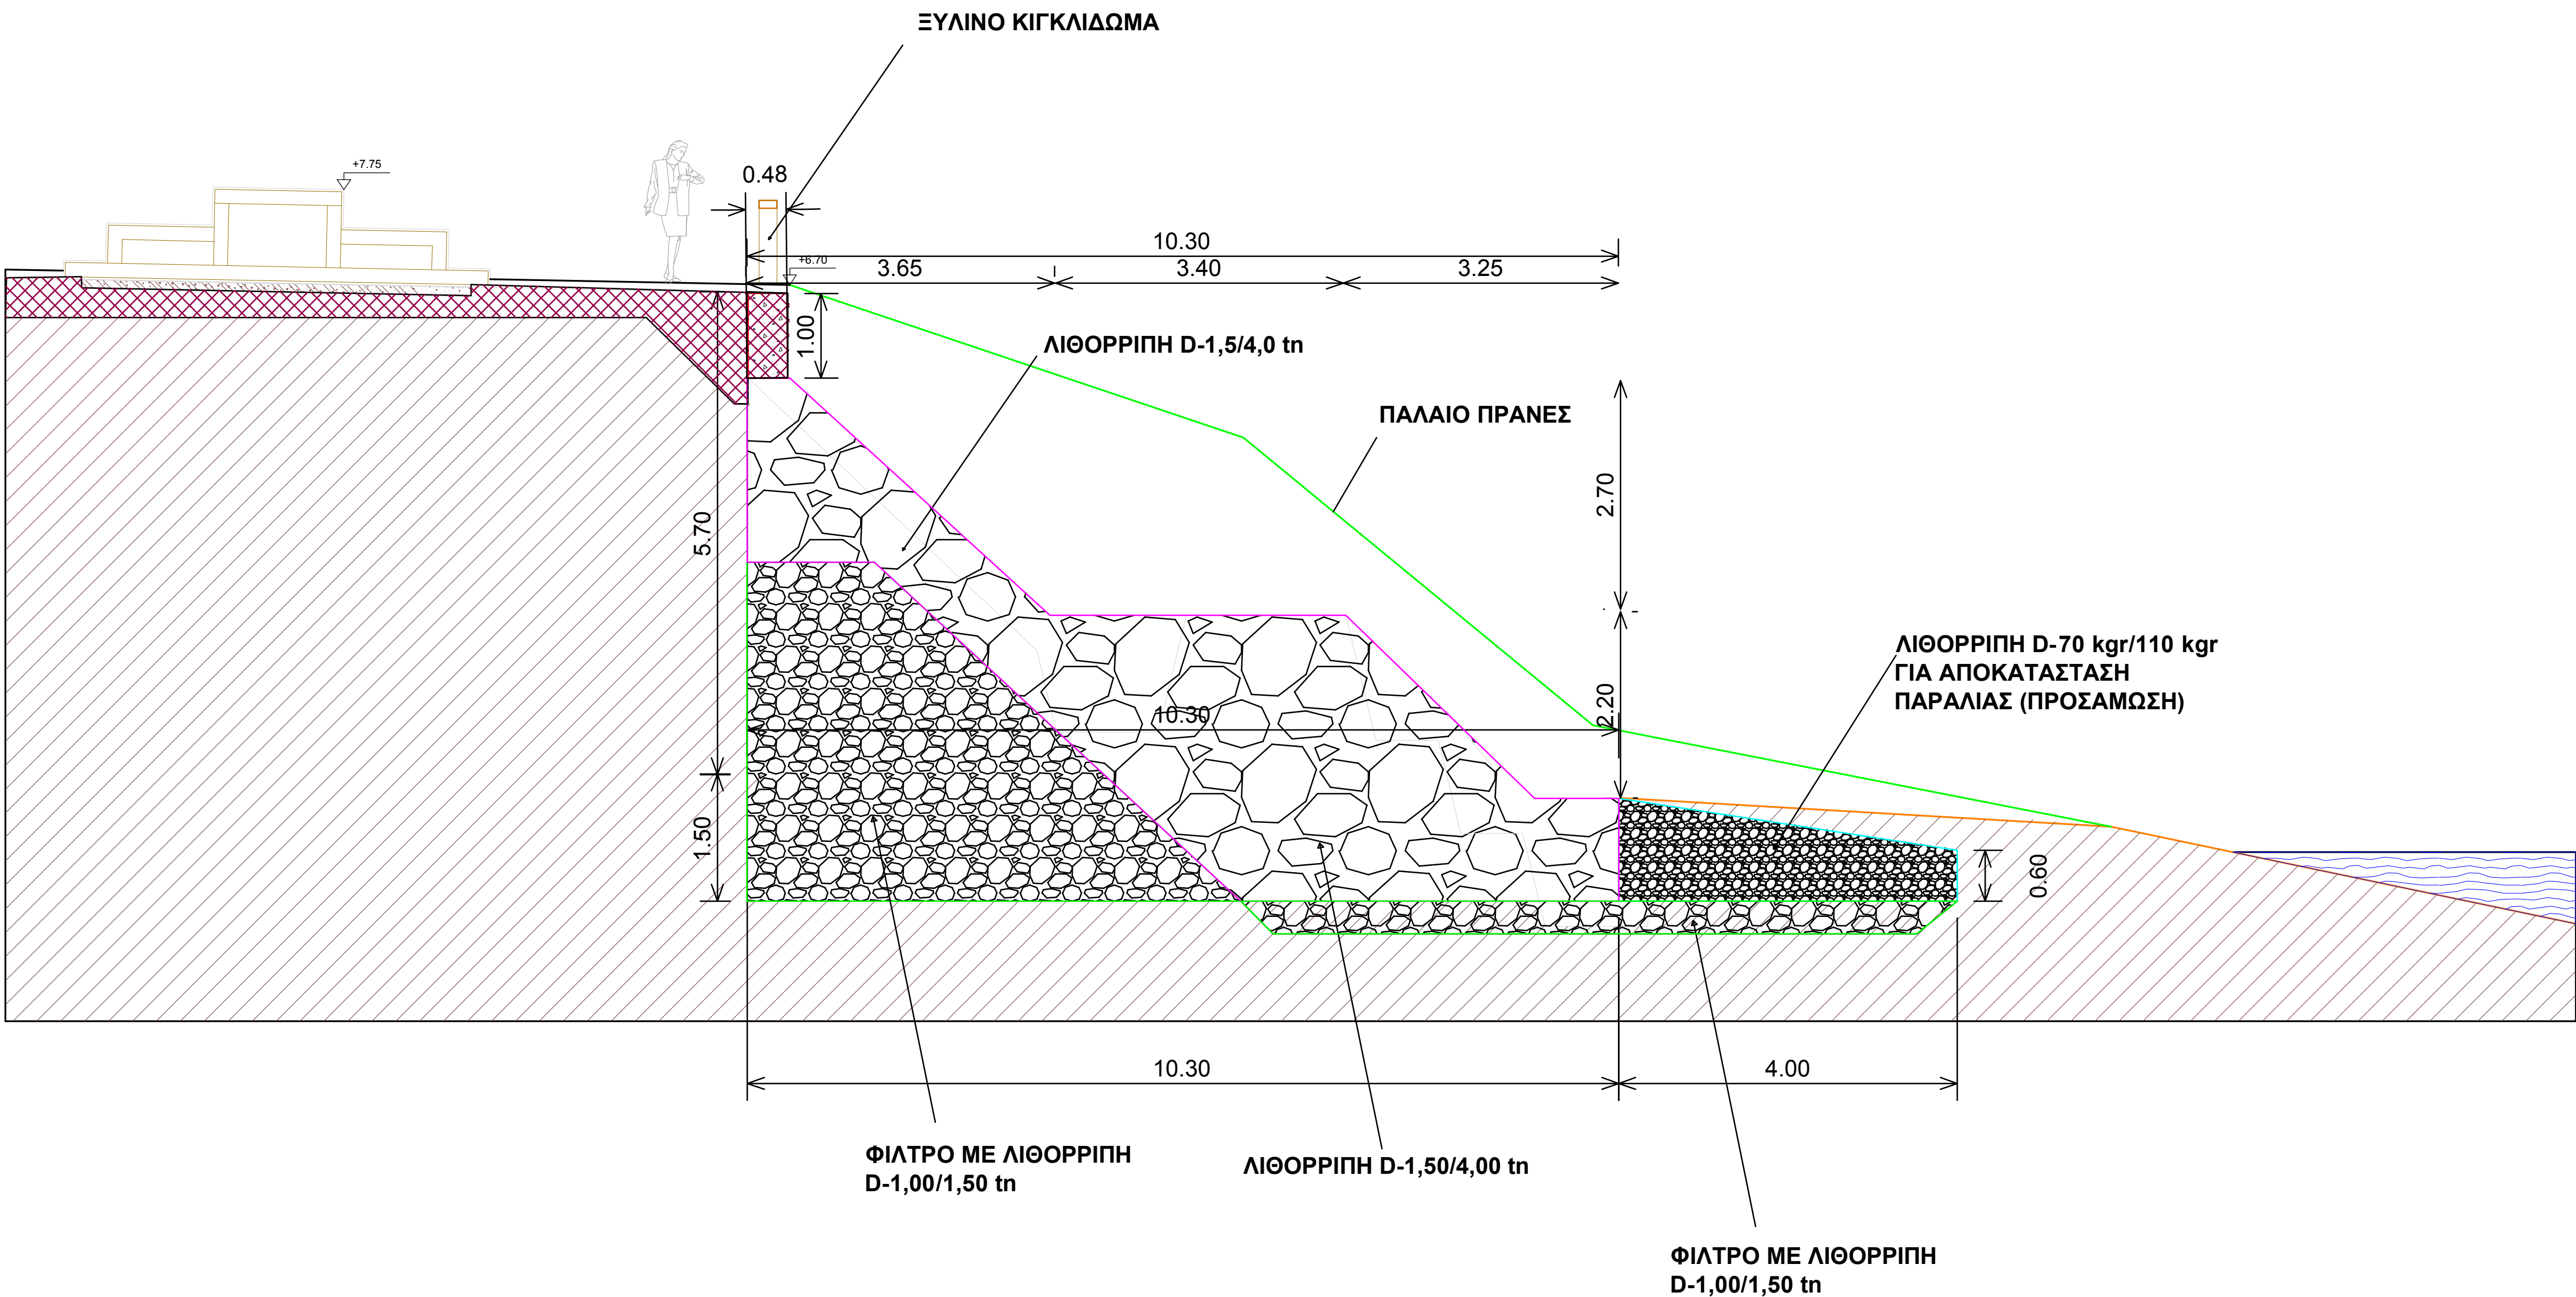 ΞΥΛΙΝΟ ΚΙΓΚΛΙΔΩΜΑ
+7.75
0.48
10.30
+6.70
3.65
3.40
3.25
1.00
ΛΙΘΟΡΡΙΠΗ D-1,5/4,0 tn
ΠΑΛΑΙΟ ΠΡΑΝΕΣ
2.70
5.70
ΛΙΘΟΡΡΙΠΗ D-70 kgr/110 kgr
ΓΙΑ ΑΠΟΚΑΤΑΣΤΑΣΗ
ΠΑΡΑΛΙΑΣ (ΠΡΟΣΑΜΩΣΗ)
2.20
10.30
1.50
0.60
10.30
4.00
ΦΙΛΤΡΟ ΜΕ ΛΙΘΟΡΡΙΠΗ
D-1,00/1,50 tn
ΛΙΘΟΡΡΙΠΗ D-1,50/4,00 tn
ΦΙΛΤΡΟ ΜΕ ΛΙΘΟΡΡΙΠΗ
D-1,00/1,50 tn